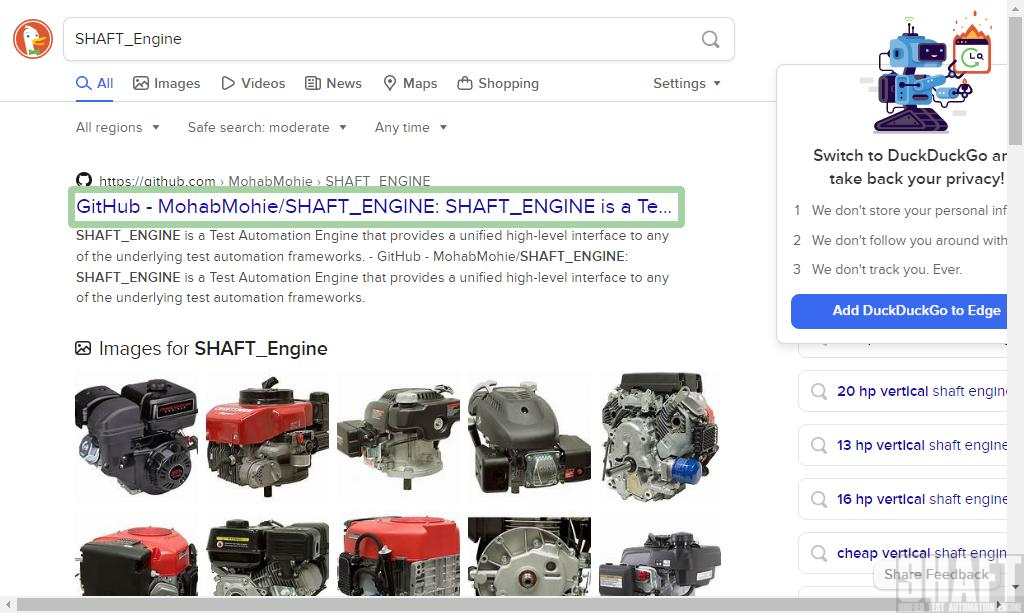 SHAFT_Engine
All Images Videos News Maps Shopping Settings
All regions Safe search: moderate Any time
https://github.com › MohabMohie › SHAFT_ENGINE
GitHub - MohabMohie/SHAFT_ENGINE: SHAFT_ENGINE is a Te...
SHAFT_ENGINE is a Test Automation Engine that provides a unified high-level interface to any
of the underlying test automation frameworks. - GitHub - MohabMohie/SHAFT_ENGINE:
SHAFT_ENGINE is a Test Automation Engine that provides a unified high-level interface to any
of the underlying test automation frameworks.
Images for SHAFT_Engine
Switch to DuckDuckGo an
take back your privacy!
1 We don't store your personal inf
2 We don't follow you around with
3 We don't track you. Ever.
Add DuckDuckGo to Edge
20 hp vertical shaft engin
13 hp vertical shaft engine
16 hp vertical shaft engine
cheap vertical shaft engin
Share Feedback
SHAFT